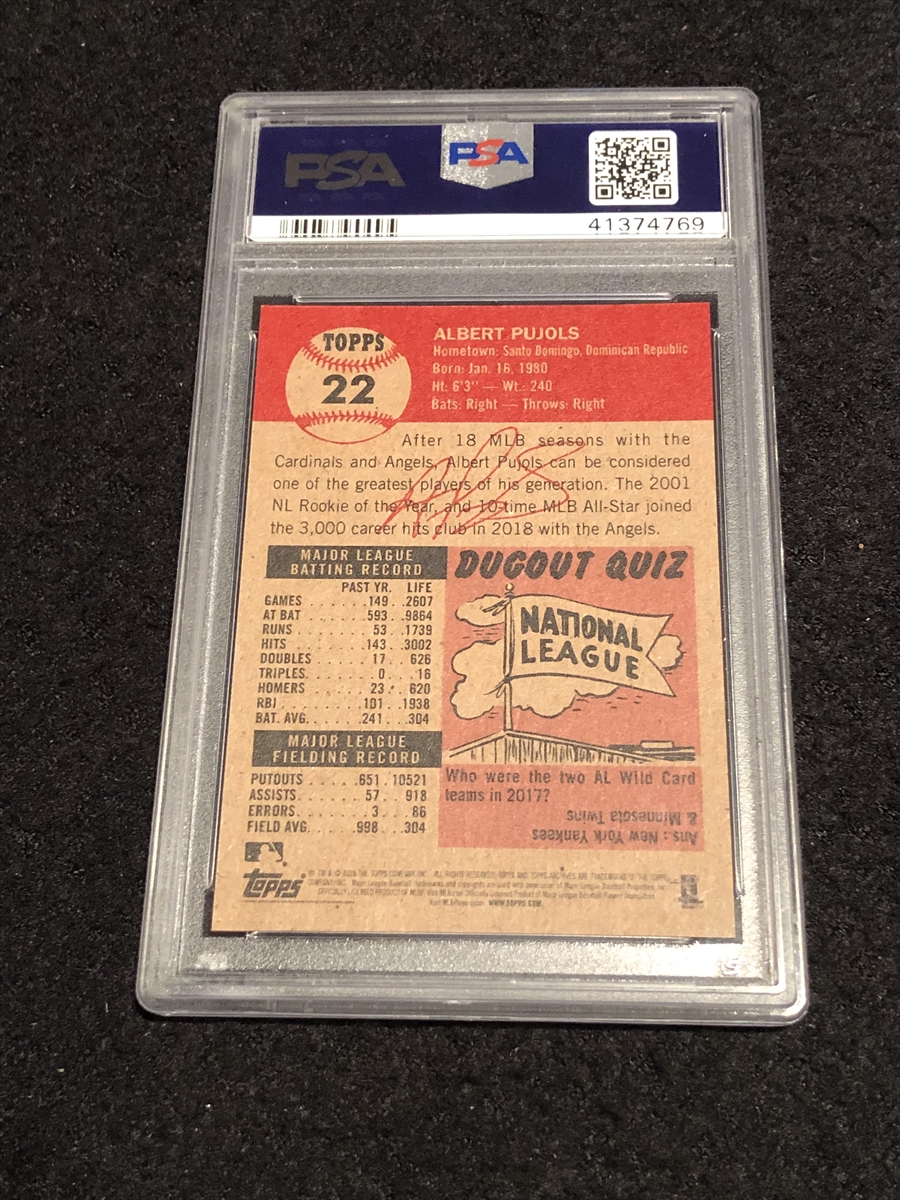 PSA
PSA
41374769
TOPPS
22
ALBERT PUJOLS
Hometown: Santo Domingo, Dominican Republic
Born: Jan. 16, 1980
Ht: 6'3" — Wt.: 240
Bats: Right — Throws: Right
After 18 MLB seasons with the
Cardinals and Angels, Albert Pujols can be considered
one of the greatest players of his generation. The 2001
NL Rookie of the Year, and 10-time MLB All-Star joined
the 3,000 career hits club in 2018 with the Angels.
MAJOR LEAGUE
BATTING RECORD
PAST YR. LIFE
GAMES . . . . . . .149 . .2607
AT BAT . . . . . . .593 . .9864
RUNS . . . . . . . . 53 . .1739
HITS . . . . . . . .143 . .3002
DOUBLES . . . . . . 17 . . 626
TRIPLES. . . . . . . 0 . . . 16
HOMERS . . . . . . 23 . . 620
RBI . . . . . . . . .101 . .1938
BAT. AVG. . . . . .241 . . .304
MAJOR LEAGUE
FIELDING RECORD
PUTOUTS . . . . . .651 10521
ASSISTS. . . . . . . 57 . . 918
ERRORS . . . . . . . 3 . . . 86
FIELD AVG. . . . . .998 . . .304
DUGOUT QUIZ
NATIONAL
LEAGUE
Who were the two AL Wild Card
teams in 2017?
Ans : New York Yankees
& Minnesota Twins
topps
WWW.TOPPS.COM